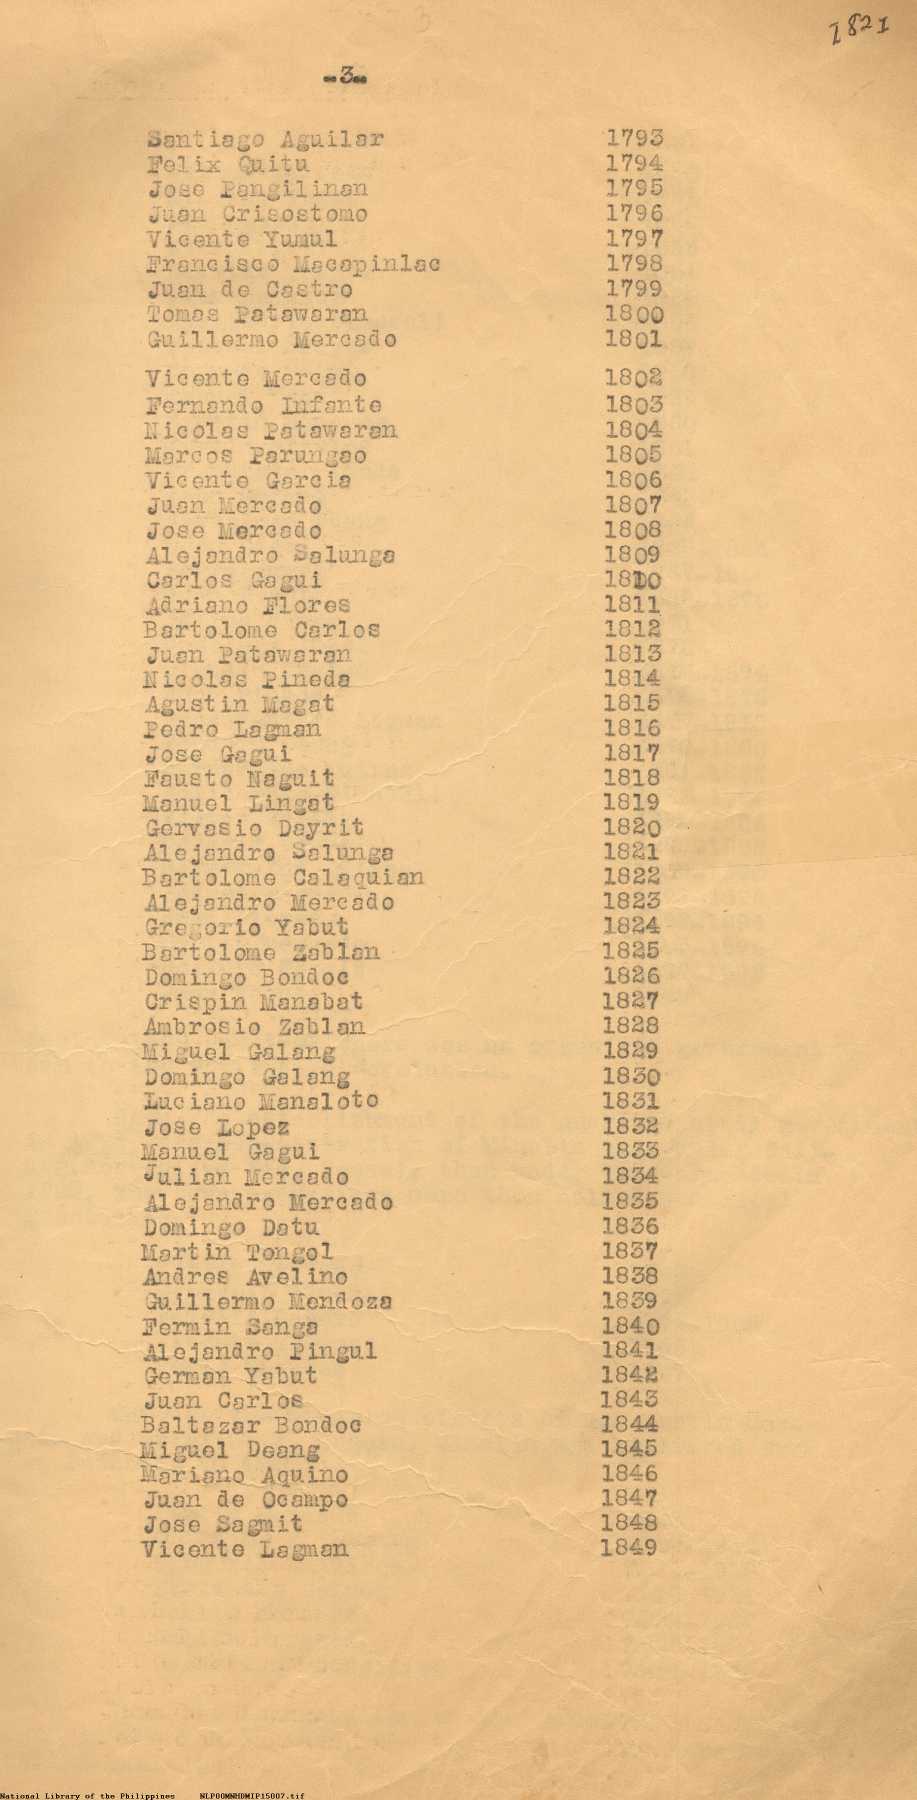 1821
-3-
Santiago Aguilar 1793
Felix Quitu 1794
Jose Pangilinan 1795
Juan Crisostomo 1796
Vicente Yumul 1797
Francisco Macapinlac 1798
Juan de Castro 1799
Tomas Patawaran 1800
Guillermo Mercado 1801
Vicente Mercado 1802
Fernando Infante 1803
Nicolas Patawaran 1804
Marcos Parungao 1805
Vicente Garcia 1806
Juan Mercado 1807
Jose Mercado 1808
Alejandro Salunga 1809
Carlos Gagui 1810
Adriano Flores 1811
Bartolome Carlos 1812
Juan Patawaran 1813
Nicolas Pineda 1814
Agustin Magat 1815
Pedro Lagman 1816
Jose Gagui 1817
Fausto Naguit 1818
Manuel Lingat 1819
Gervasio Dayrit 1820
Alejandro Salunga 1821
Bartolome Calaquian 1822
Alejandro Mercado 1823
Gregorio Yabut 1824
Bartolome Zablan 1825
Domingo Bondoc 1826
Crispin Manabat 1827
Ambrosio Zablan 1828
Miguel Galang 1829
Domingo Galang 1830
Luciano Manaloto 1831
Jose Lopez 1832
Manuel Gagui 1833
Julian Mercado 1834
Alejandro Mercado 1835
Domingo Datu 1836
Martin Tongol 1837
Andres Avelino 1838
Guillermo Mendoza 1839
Fermin Sanga 1840
Alejandro Pingul 1841
German Yabut 1842
Juan Carlos 1843
Baltazar Bondoc 1844
Miguel Deang 1845
Mariano Aquino 1846
Juan de Ocampo 1847
Jose Sagmit 1848
Vicente Lagman 1849
National Library of the Philippines NLPOOMNHDMIP15007.tif